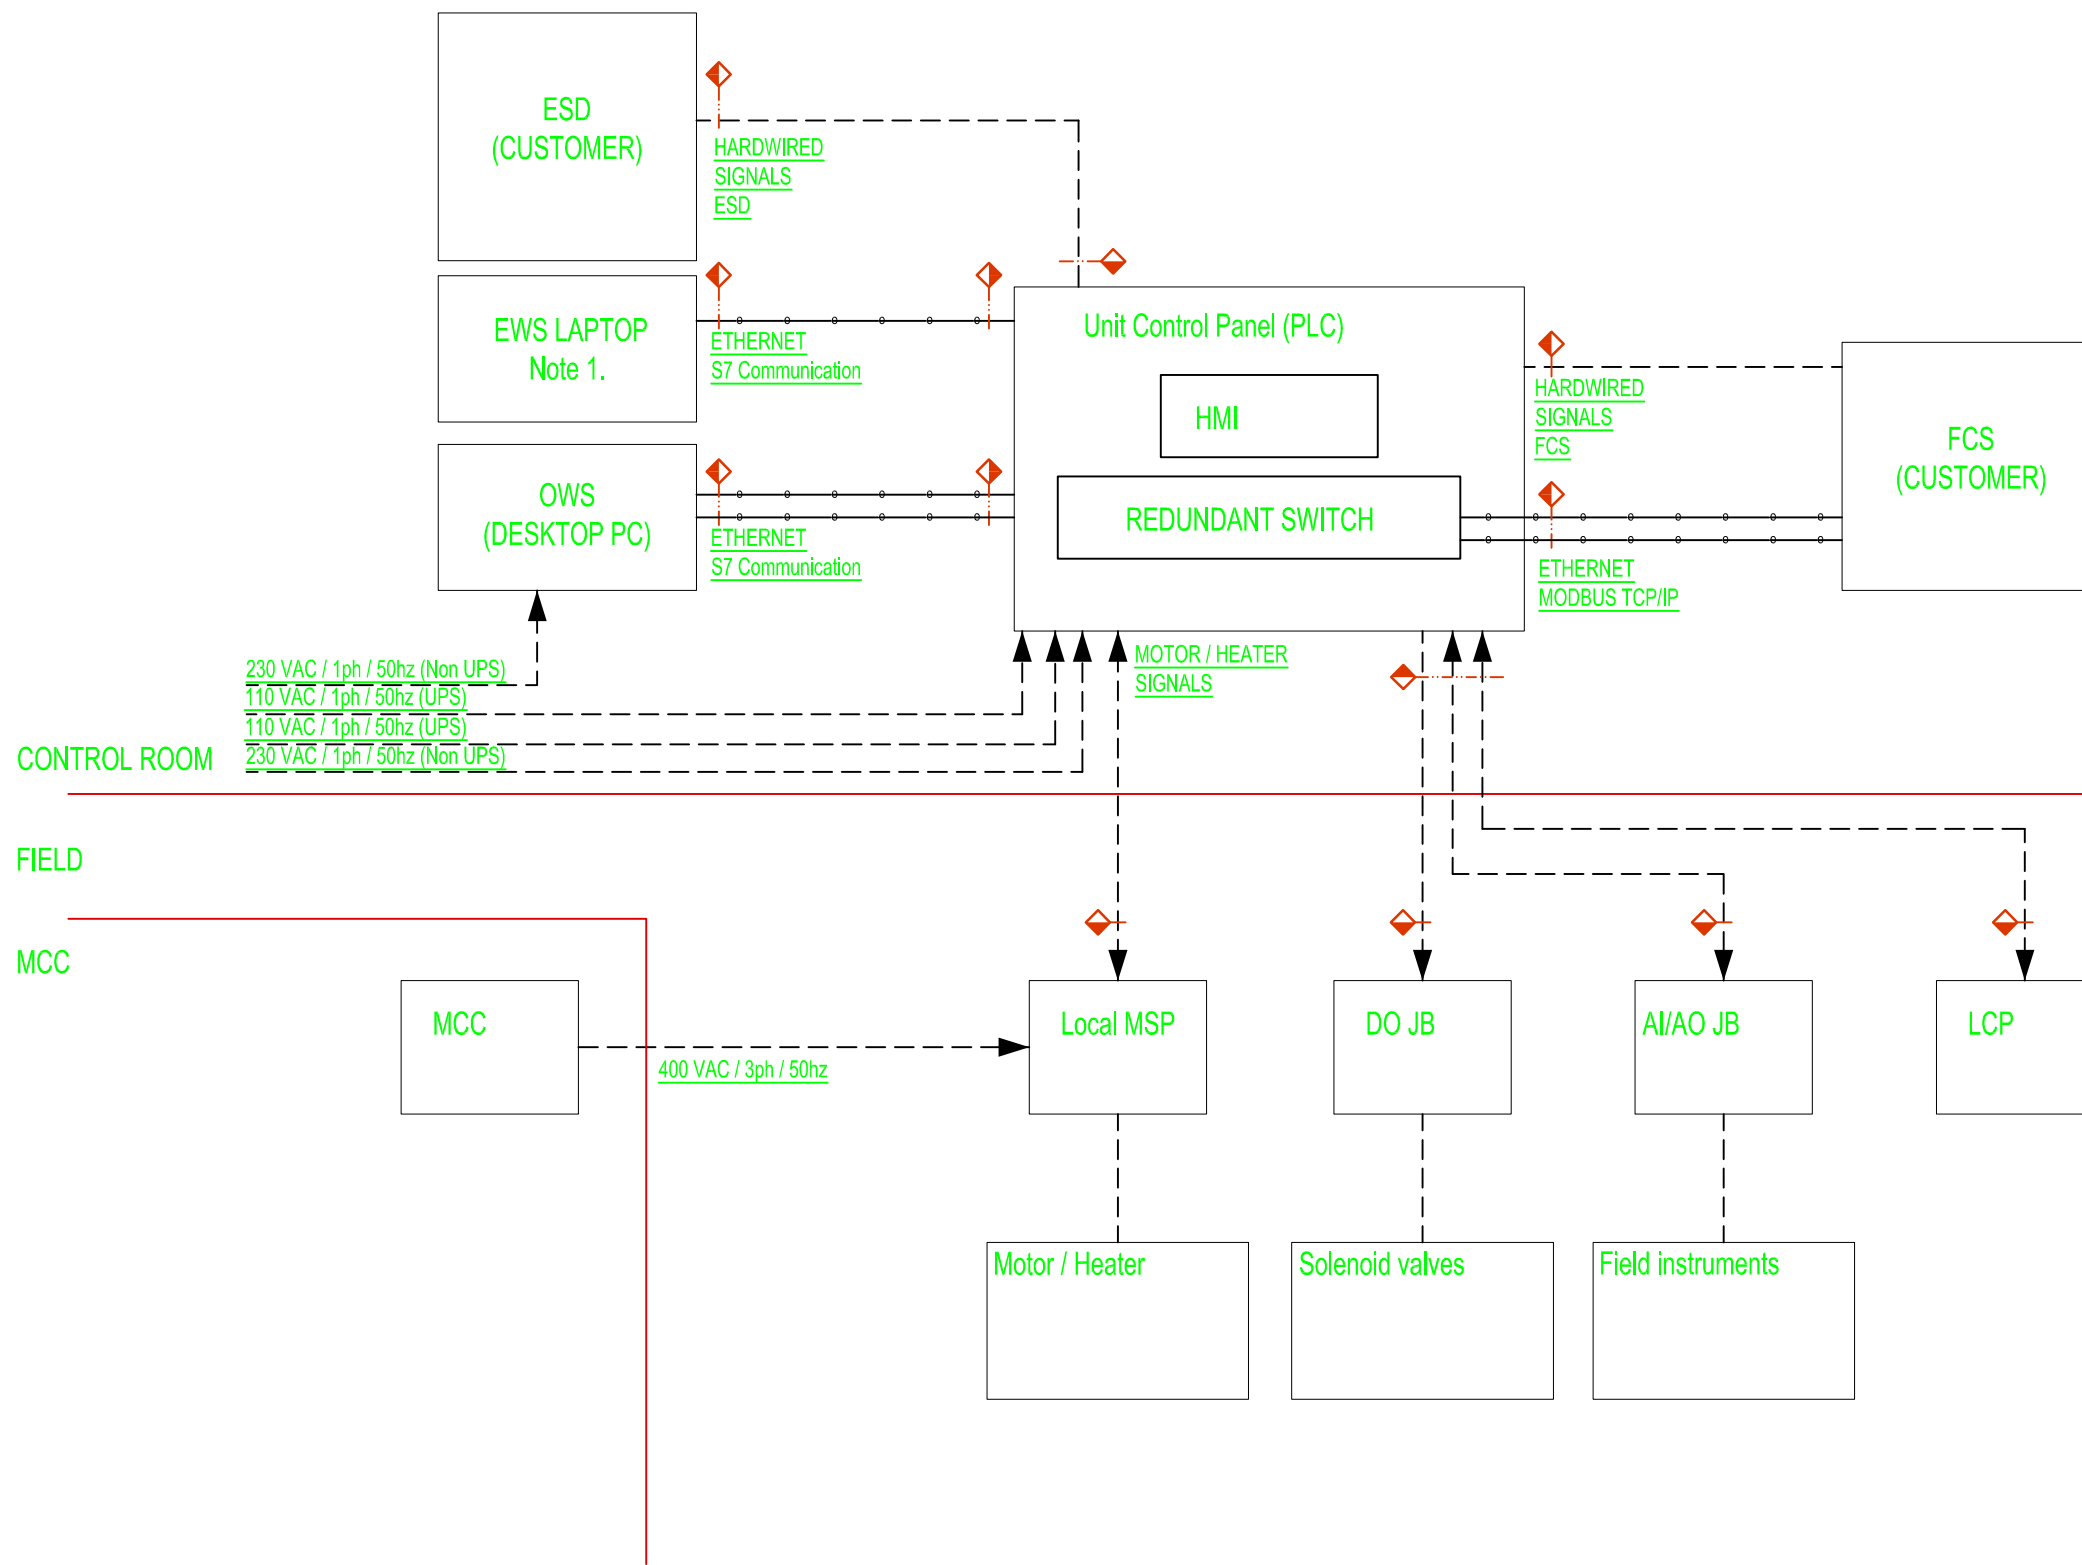 ESD
(CUSTOMER)
HARDWIRED
SIGNALS
ESD
EWS LAPTOP
Note 1.
ETHERNET
S7 Communication
OWS
(DESKTOP PC)
ETHERNET
S7 Communication
Unit Control Panel (PLC)
HMI
REDUNDANT SWITCH
HARDWIRED
SIGNALS
FCS
FCS
(CUSTOMER)
ETHERNET
MODBUS TCP/IP
MOTOR / HEATER
SIGNALS
230 VAC / 1ph / 50hz (Non UPS)
110 VAC / 1ph / 50hz (UPS)
110 VAC / 1ph / 50hz (UPS)
230 VAC / 1ph / 50hz (Non UPS)
CONTROL ROOM
FIELD
MCC
MCC
400 VAC / 3ph / 50hz
Local MSP
DO JB
AI/AO JB
LCP
Motor / Heater
Solenoid valves
Field instruments